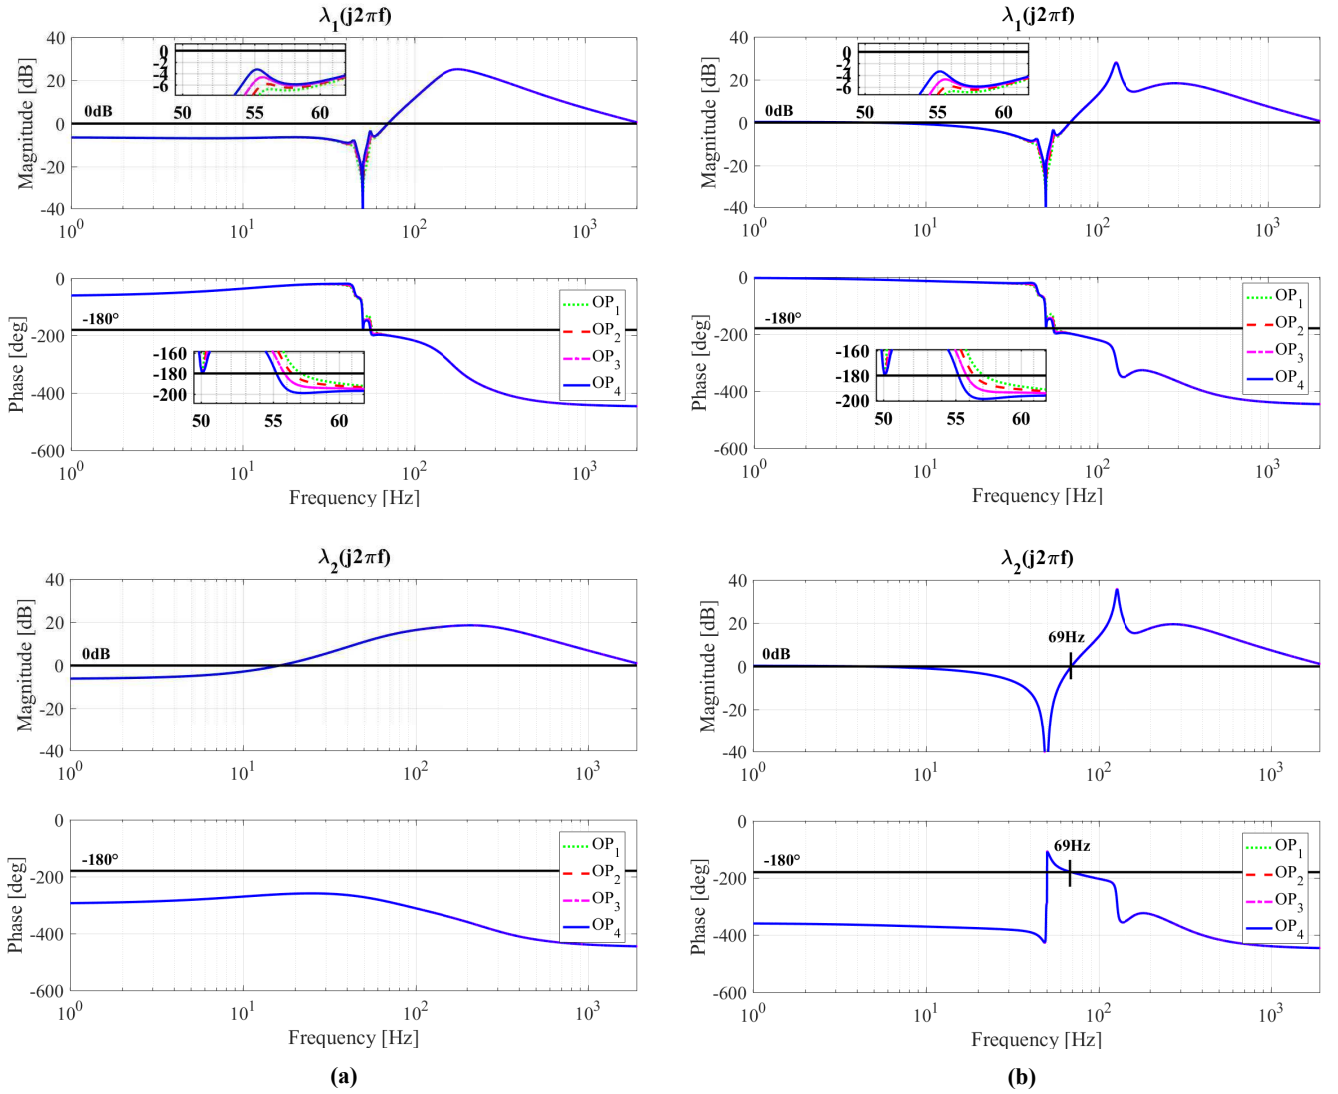 λ1(j2πf)
40
20
0
-20
-40
Magnitude [dB]
0dB
0
-2
-4
-6
50
55
60
10^0
10^1
10^2
10^3
0
-200
-400
-600
Phase [deg]
-180°
-160
-180
-200
50
55
60
OP1
OP2
OP3
OP4
10^0
10^1
10^2
10^3
Frequency [Hz]
λ2(j2πf)
40
20
0
-20
-40
Magnitude [dB]
0dB
10^0
10^1
10^2
10^3
0
-200
-400
-600
Phase [deg]
-180°
OP1
OP2
OP3
OP4
10^0
10^1
10^2
10^3
Frequency [Hz]
(a)
λ1(j2πf)
40
20
0
-20
-40
Magnitude [dB]
0dB
0
-2
-4
-6
50
55
60
10^0
10^1
10^2
10^3
0
-200
-400
-600
Phase [deg]
-180°
-160
-180
-200
50
55
60
OP1
OP2
OP3
OP4
10^0
10^1
10^2
10^3
Frequency [Hz]
λ2(j2πf)
40
20
0
-20
-40
Magnitude [dB]
0dB
69Hz
10^0
10^1
10^2
10^3
0
-200
-400
-600
Phase [deg]
-180°
69Hz
OP1
OP2
OP3
OP4
10^0
10^1
10^2
10^3
Frequency [Hz]
(b)